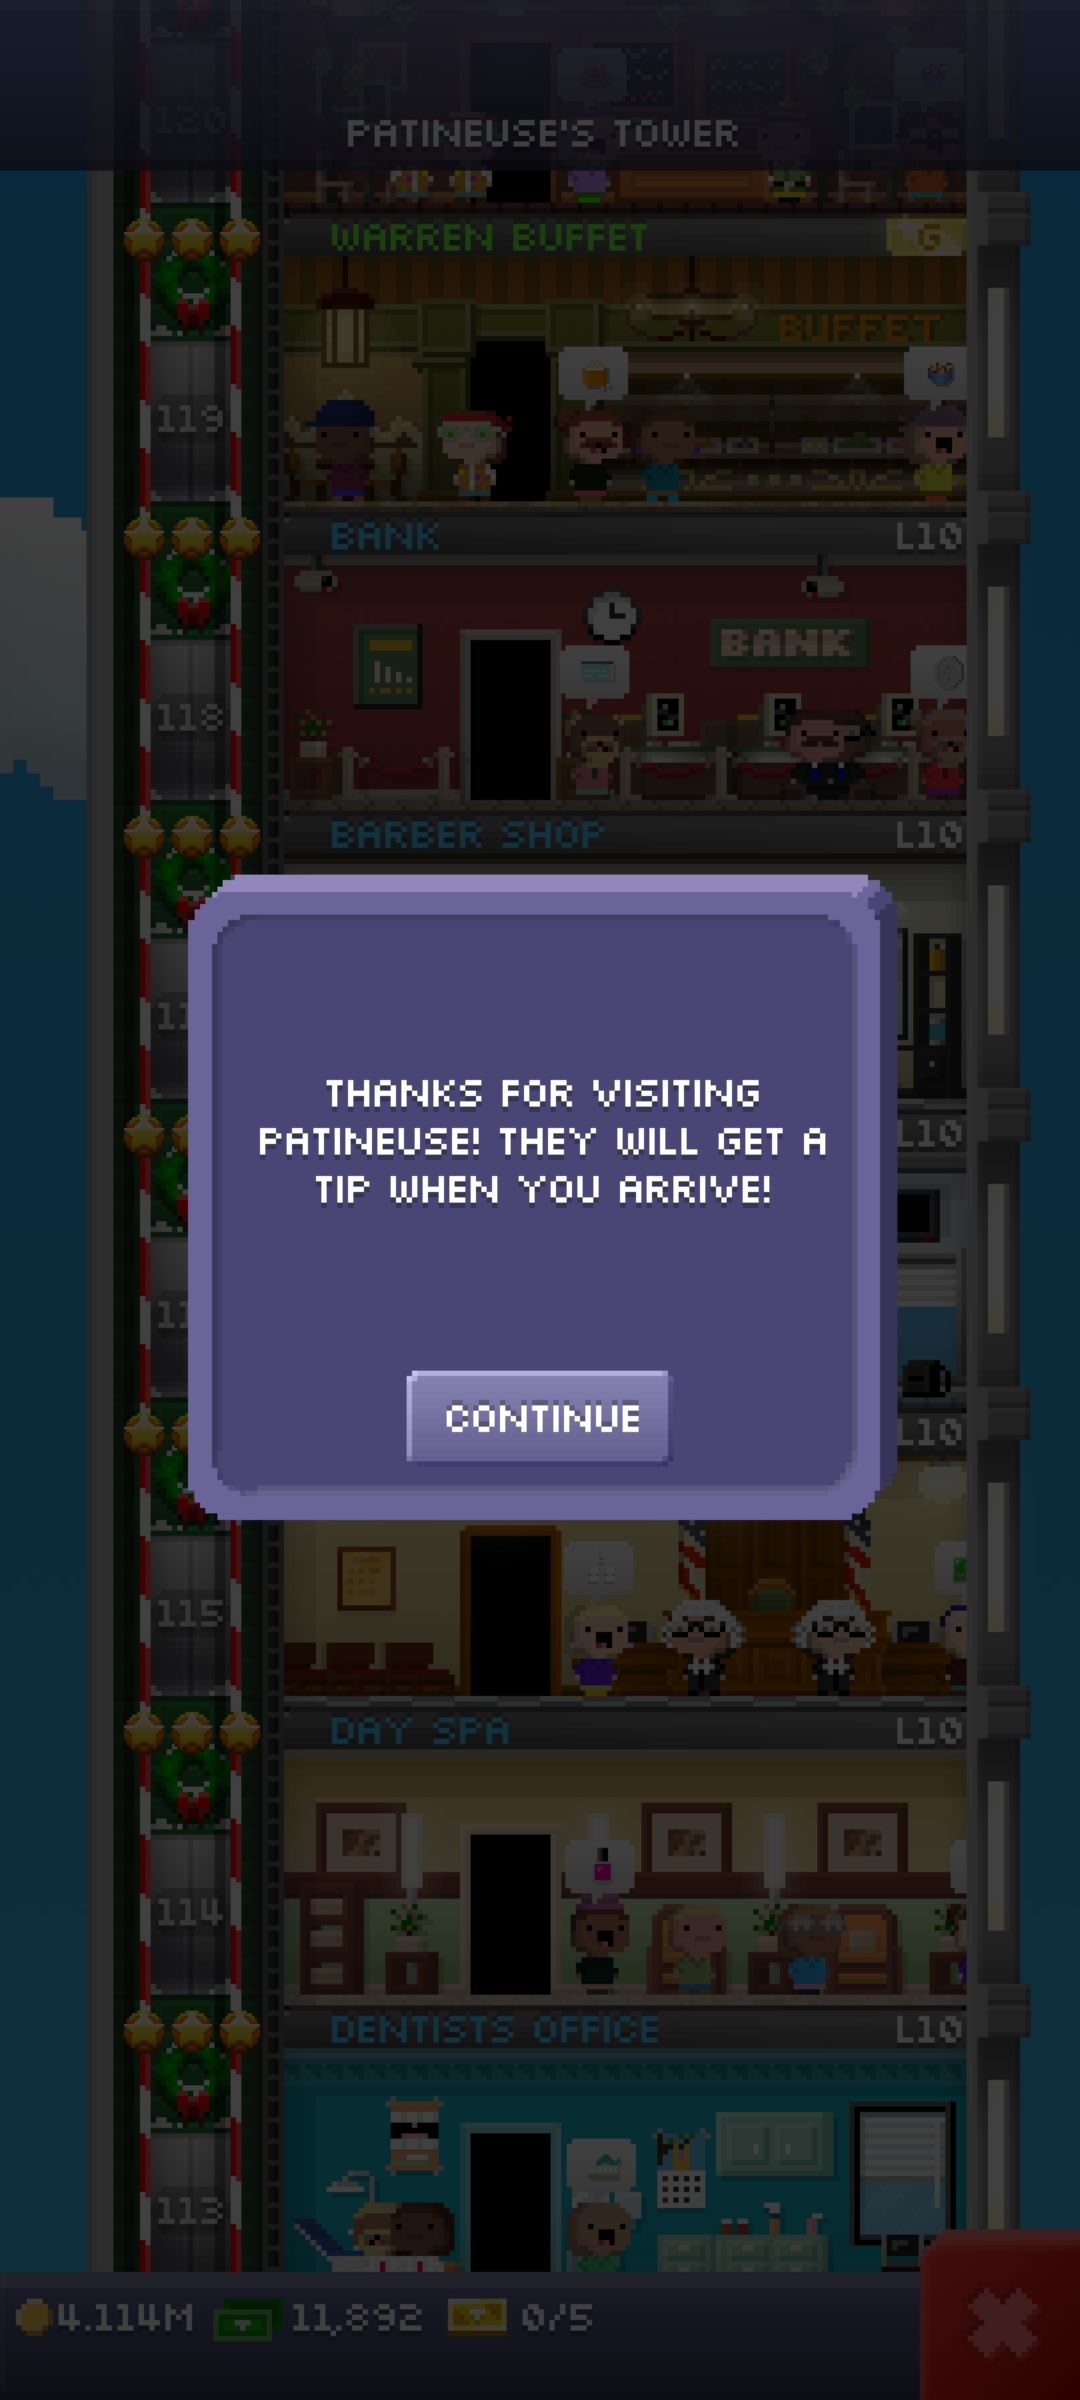 120
PATINEUSE'S TOWER
WARREN BUFFET
G
BUFFET
119
BANK
L10
BANK
118
BARBER SHOP
L10
L10
THANKS FOR VISITING
PATINEUSE! THEY WILL GET A
TIP WHEN YOU ARRIVE!
CONTINUE
L10
115
DAY SPA
L10
114
DENTISTS OFFICE
L10
113
4.114M
11,892
0/5